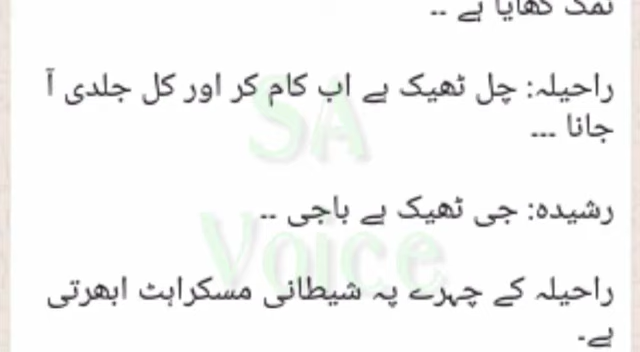 نمک کھایا ہے ۔۔
راحیلہ: چل ٹھیک ہے اب کام کر اور کل جلدی آ
جانا ۔۔۔
رشیدہ: جی ٹھیک ہے باجی ۔۔
راحیلہ کے چہرے پہ شیطانی مسکراہٹ ابھرتی
ہے۔
SA
Voice